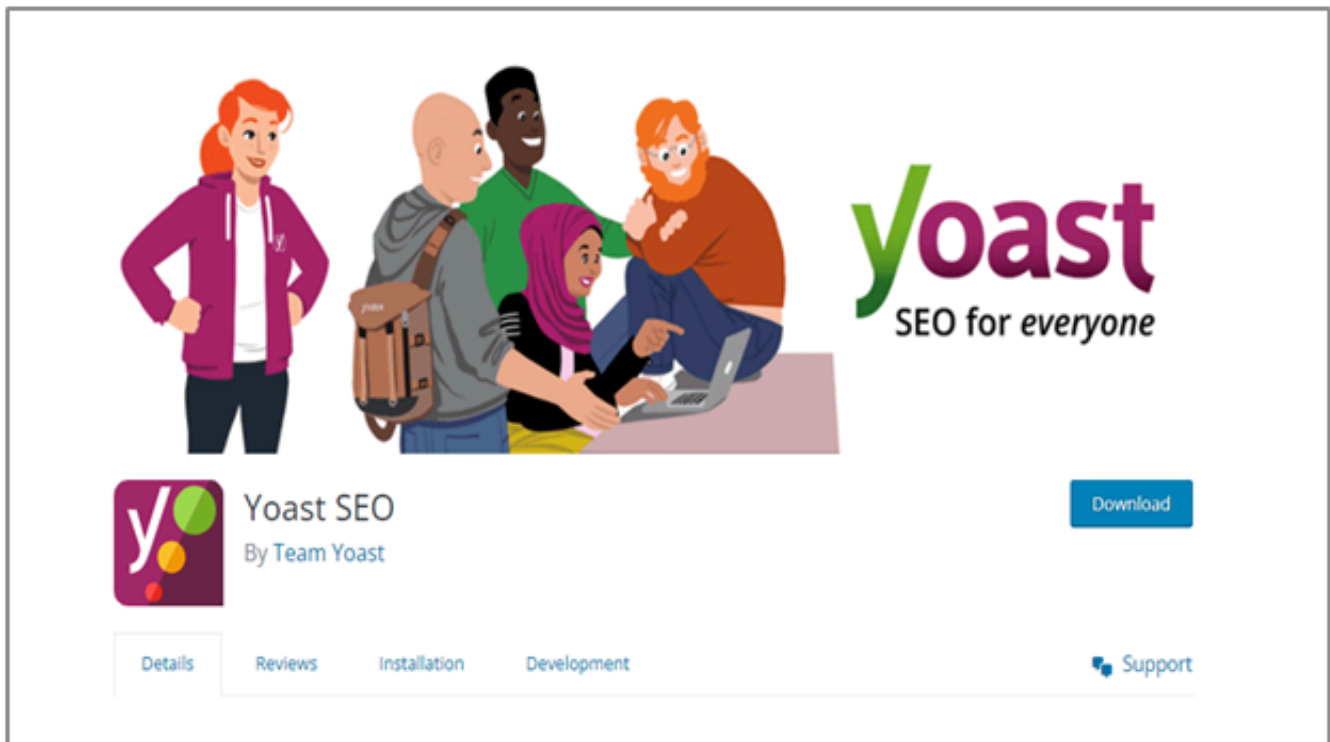 yoast
SEO for everyone
Yoast SEO
Download
By Team Yoast
Details Reviews Installation Development Support